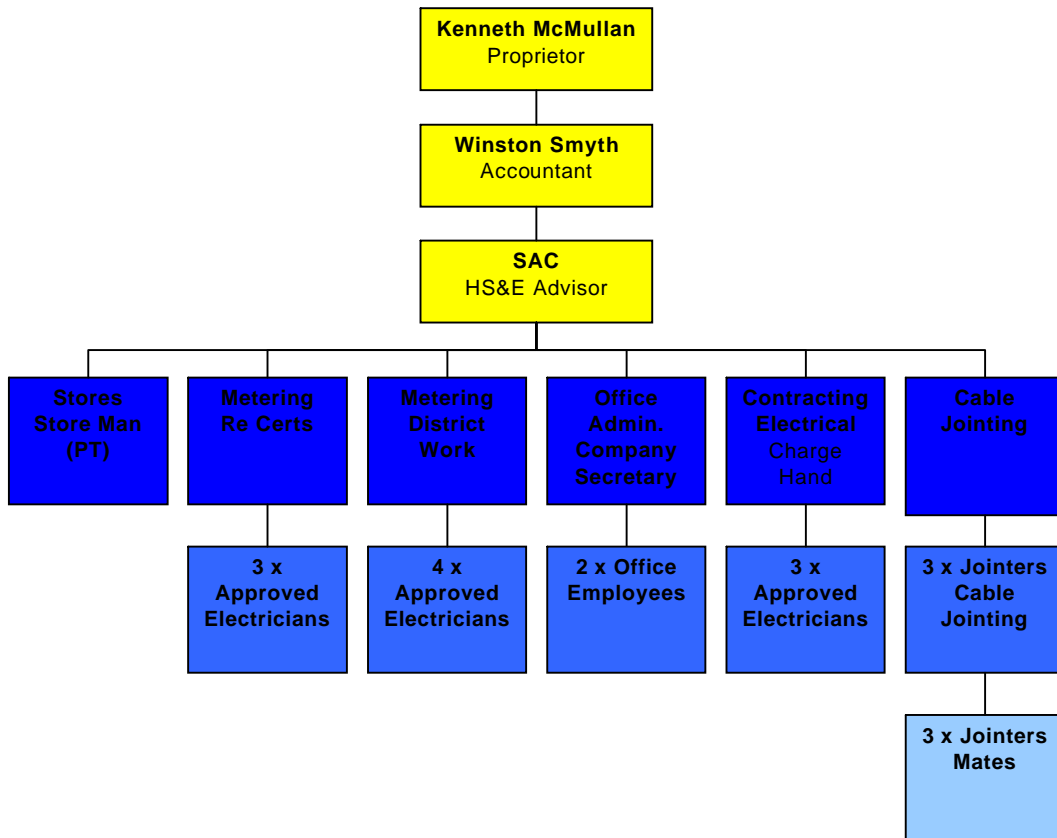 Kenneth McMullan
Proprietor
Winston Smyth
Accountant
SAC
HS&E Advisor
Stores
Store Man
(PT)
Metering
Re Certs
Metering
District
Work
Office
Admin.
Company
Secretary
Contracting
Electrical
Charge
Hand
Cable
Jointing
3 x
Approved
Electricians
4 x
Approved
Electricians
2 x Office
Employees
3 x
Approved
Electricians
3 x Jointers
Cable
Jointing
3 x Jointers
Mates